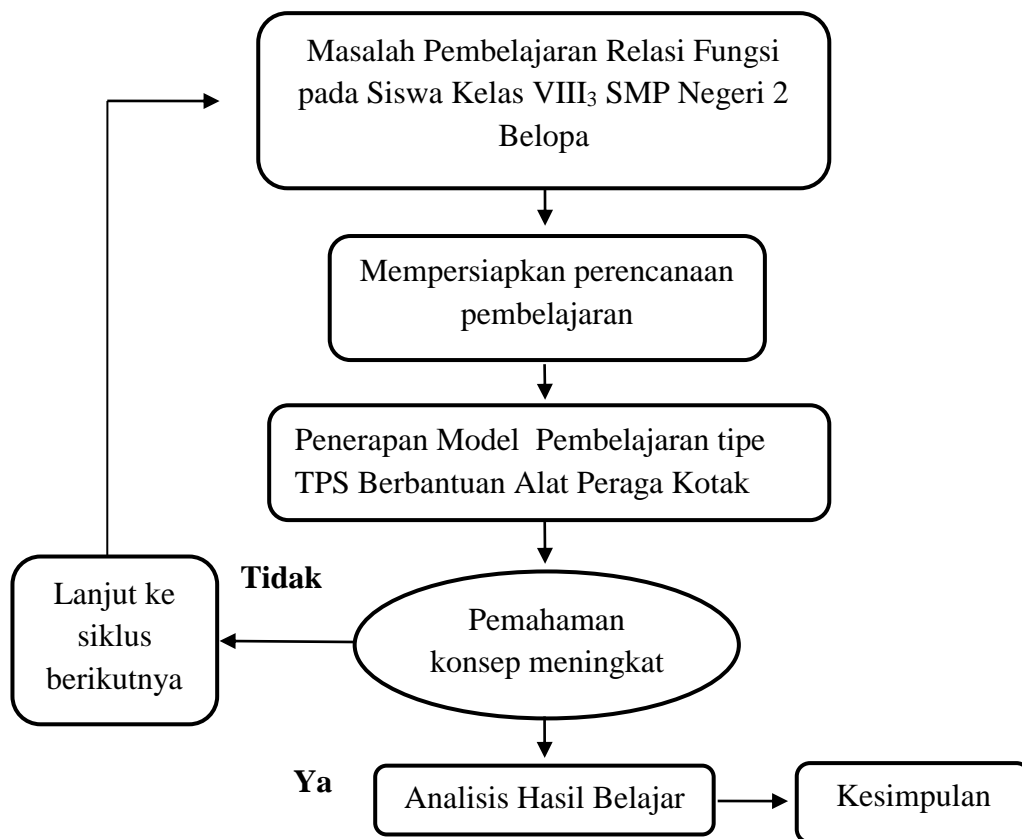 Masalah Pembelajaran Relasi Fungsi
pada Siswa Kelas VIII₃ SMP Negeri 2
Belopa
Mempersiapkan perencanaan
pembelajaran
Penerapan Model Pembelajaran tipe
TPS Berbantuan Alat Peraga Kotak
Tidak
Lanjut ke
siklus
berikutnya
Pemahaman
konsep meningkat
Ya
Analisis Hasil Belajar
Kesimpulan